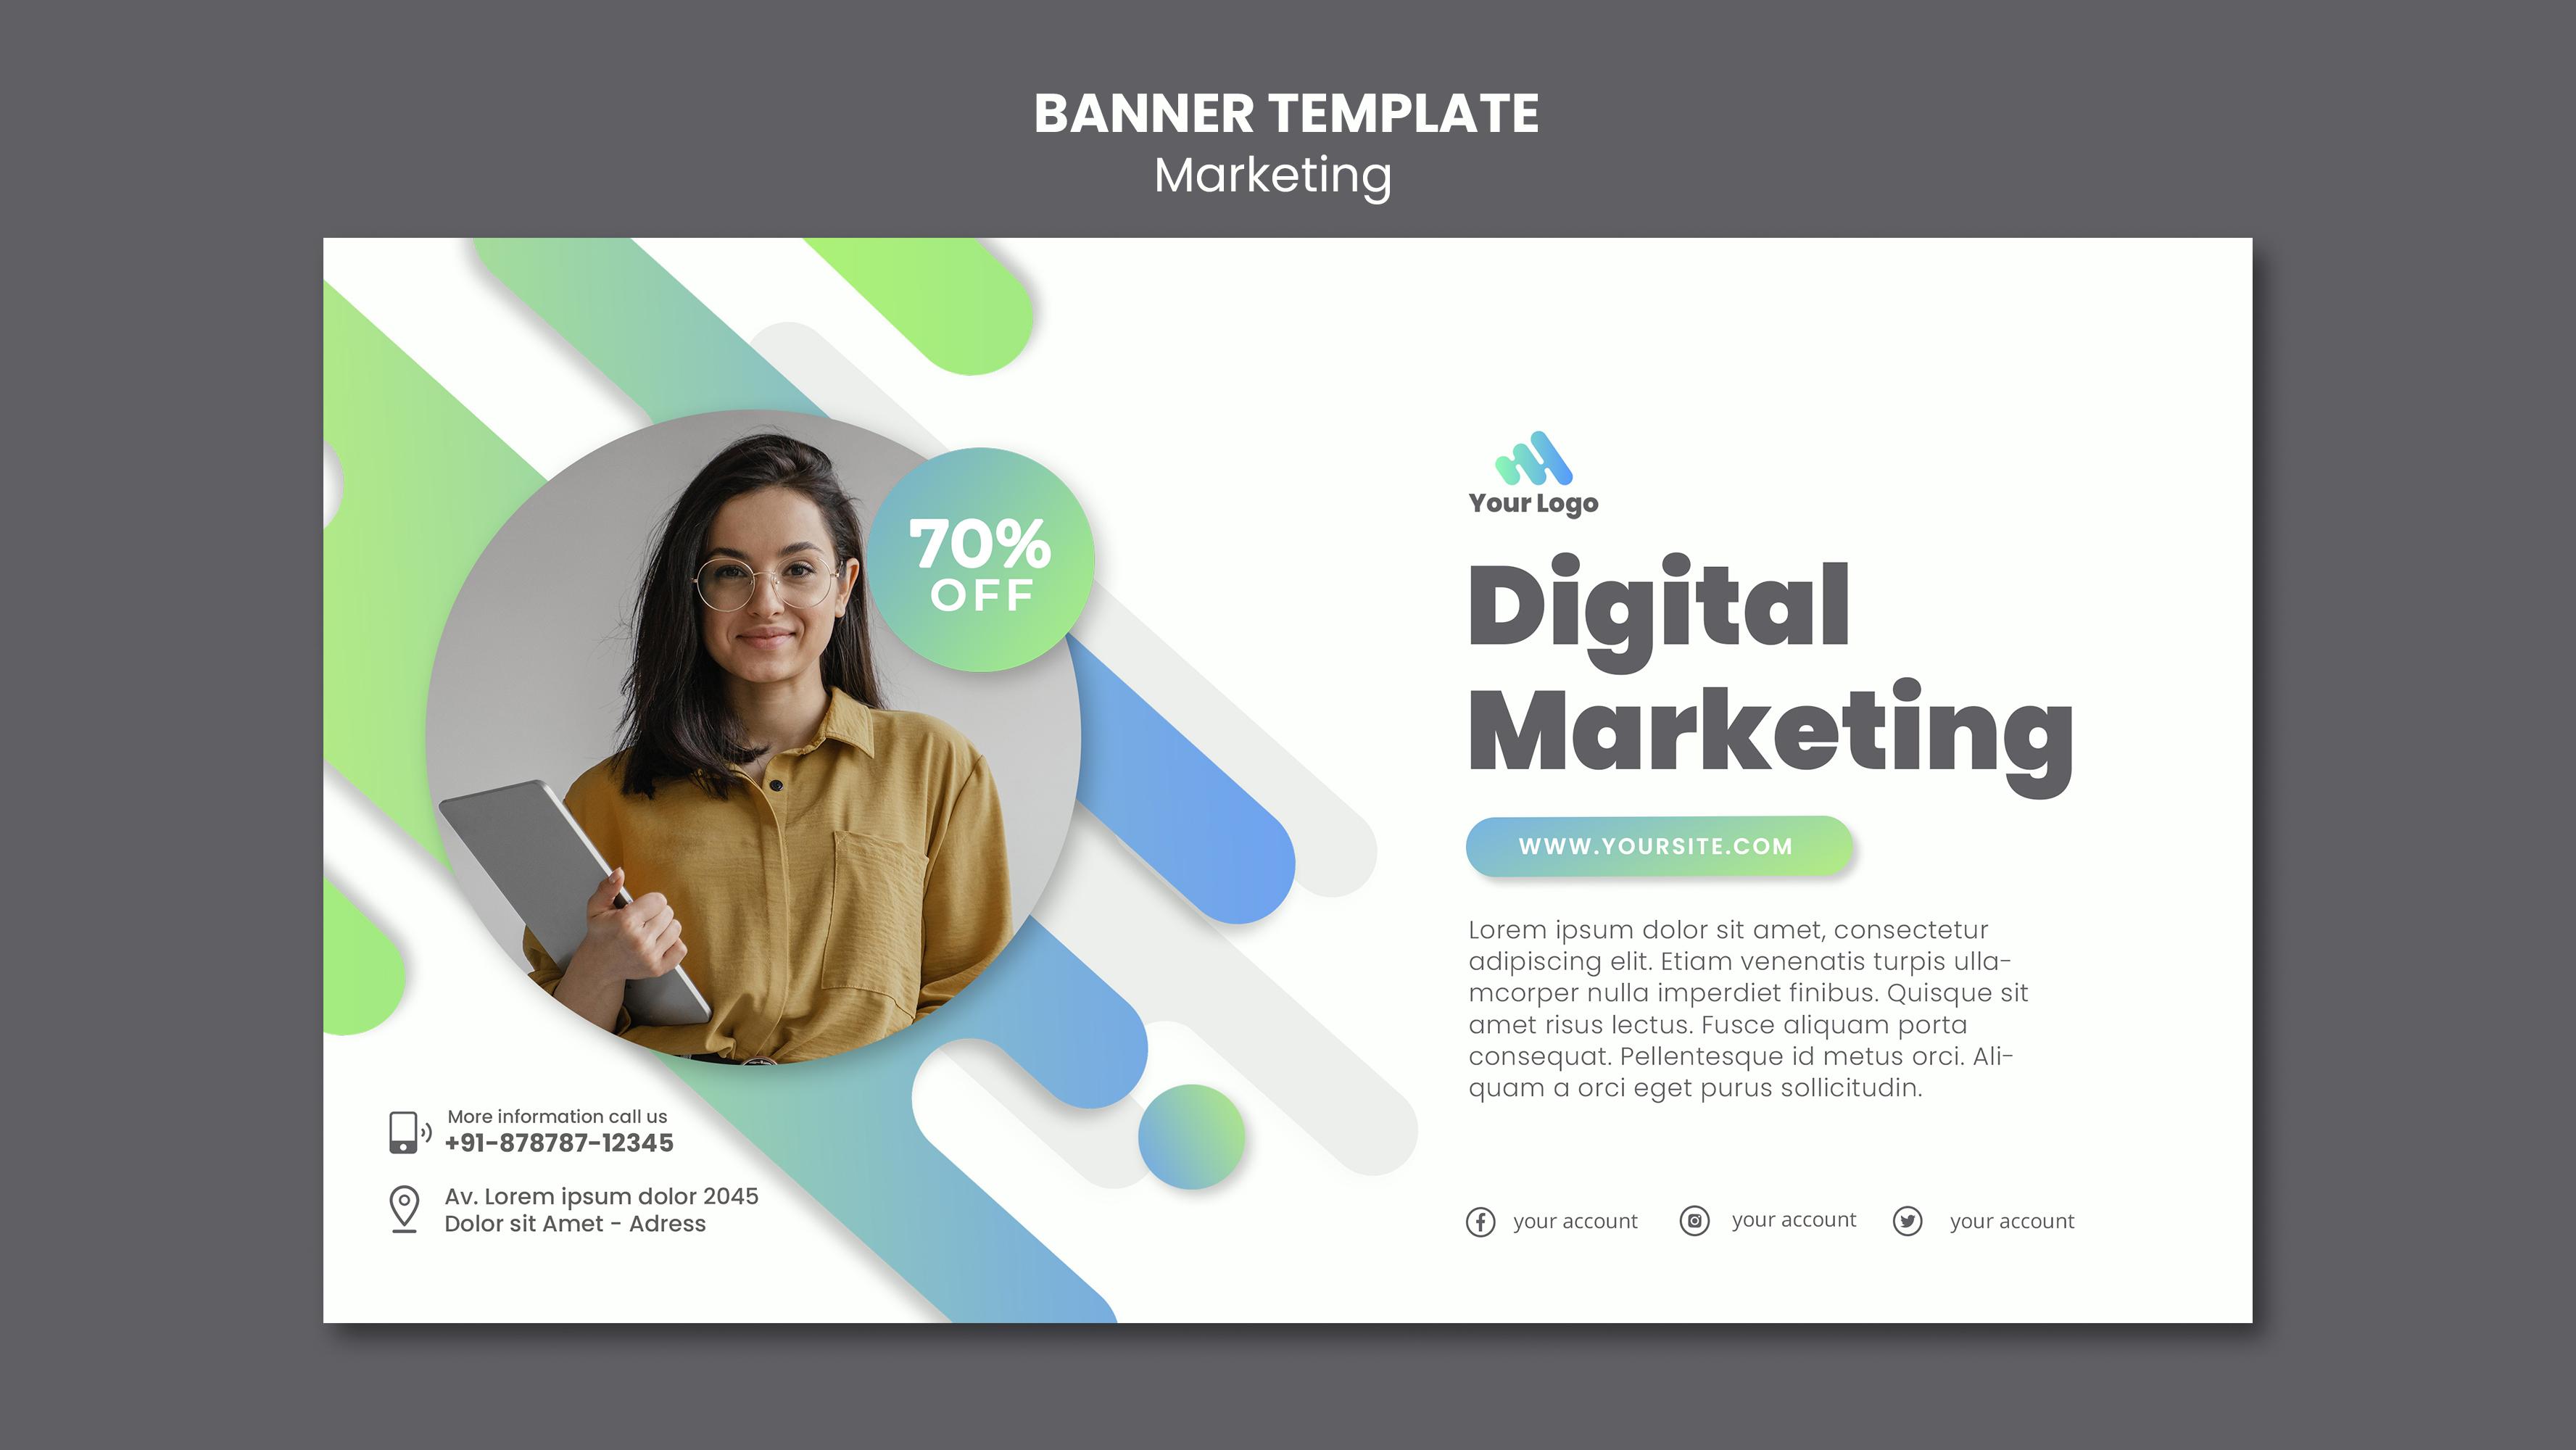 BANNER TEMPLATE
Marketing
70%
OFF
Your Logo
Digital
Marketing
WWW.YOURSITE.COM
Lorem ipsum dolor sit amet, consectetur
adipiscing elit. Etiam venenatis turpis ulla-
mcorper nulla imperdiet finibus. Quisque sit
amet risus lectus. Fusce aliquam porta
consequat. Pellentesque id metus orci. Ali-
quam a orci eget purus sollicitudin.
More information call us
+91-878787-12345
Av. Lorem ipsum dolor 2045
Dolor sit Amet - Adress
your account your account your account